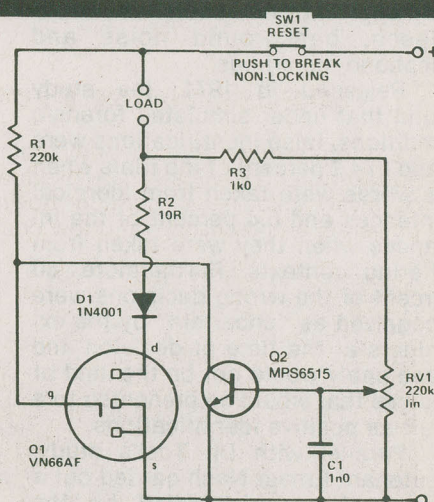 SW1
RESET
PUSH TO BREAK
NON-LOCKING
+
LOAD
R1
220k
R3
1k0
R2
10R
D1
1N4001
d
Q2
MPS6515
g
RV1
220k
lin
Q1
VN66AF
s
C1
1n0